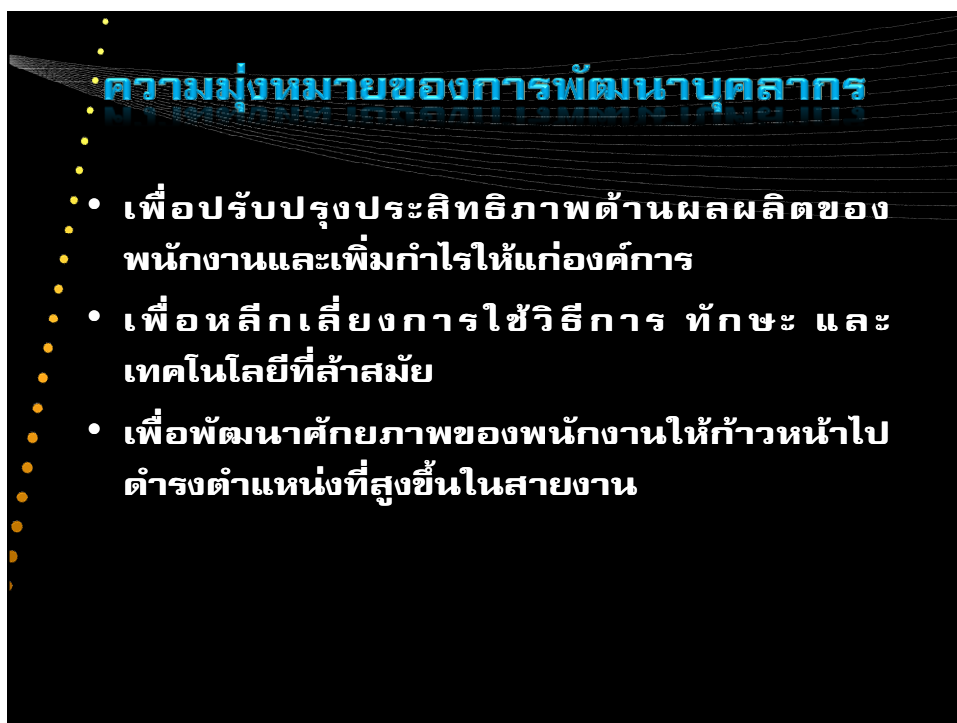 ความมุ่งหมายของการพัฒนาบุคลากร
• เพื่อปรับปรุงประสิทธิภาพด้านผลผลิตของ
พนักงานและเพิ่มกำไรให้แก่องค์การ
• เพื่อหลีกเลี่ยงการใช้วิธีการ ทักษะ และ
เทคโนโลยีที่ล้าสมัย
• เพื่อพัฒนาศักยภาพของพนักงานให้ก้าวหน้าไป
ดำรงตำแหน่งที่สูงขึ้นในสายงาน